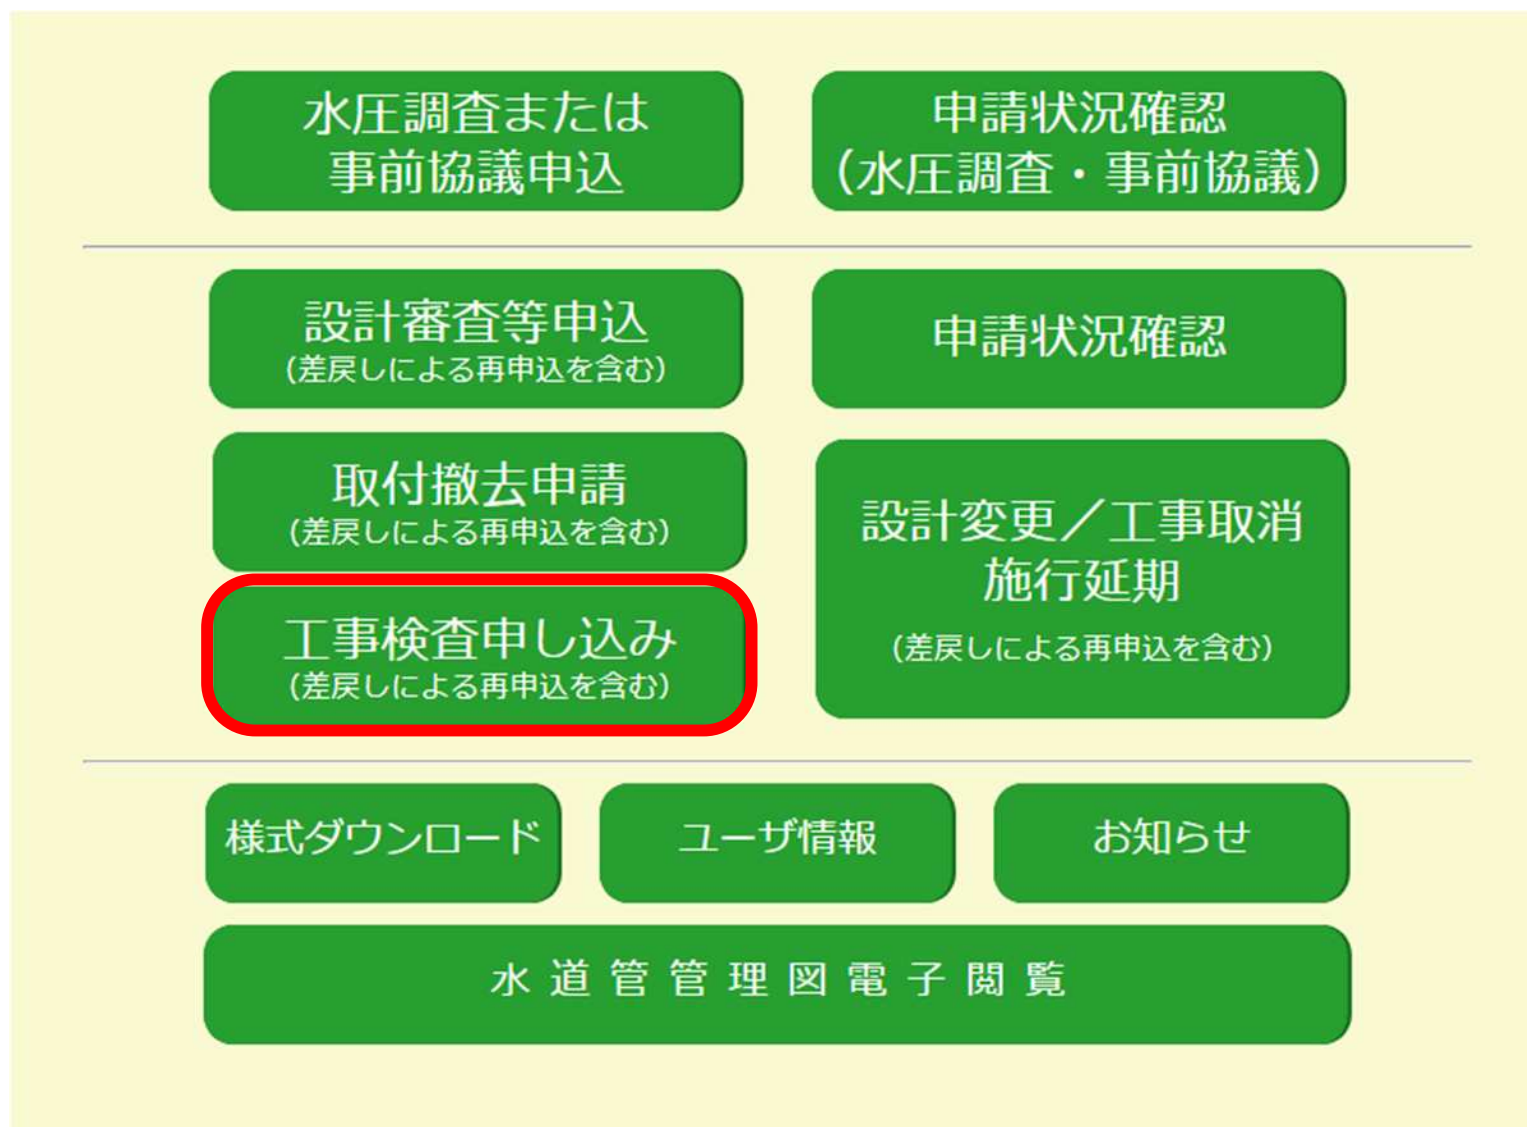 水圧調査または
事前協議申込
申請状況確認
（水圧調査・事前協議）
設計審査等申込
（差戻しによる再申込を含む）
申請状況確認
取付撤去申請
（差戻しによる再申込を含む）
設計変更／工事取消
施行延期
（差戻しによる再申込を含む）
工事検査申し込み
（差戻しによる再申込を含む）
様式ダウンロード
ユーザ情報
お知らせ
水道管管理図電子閲覧